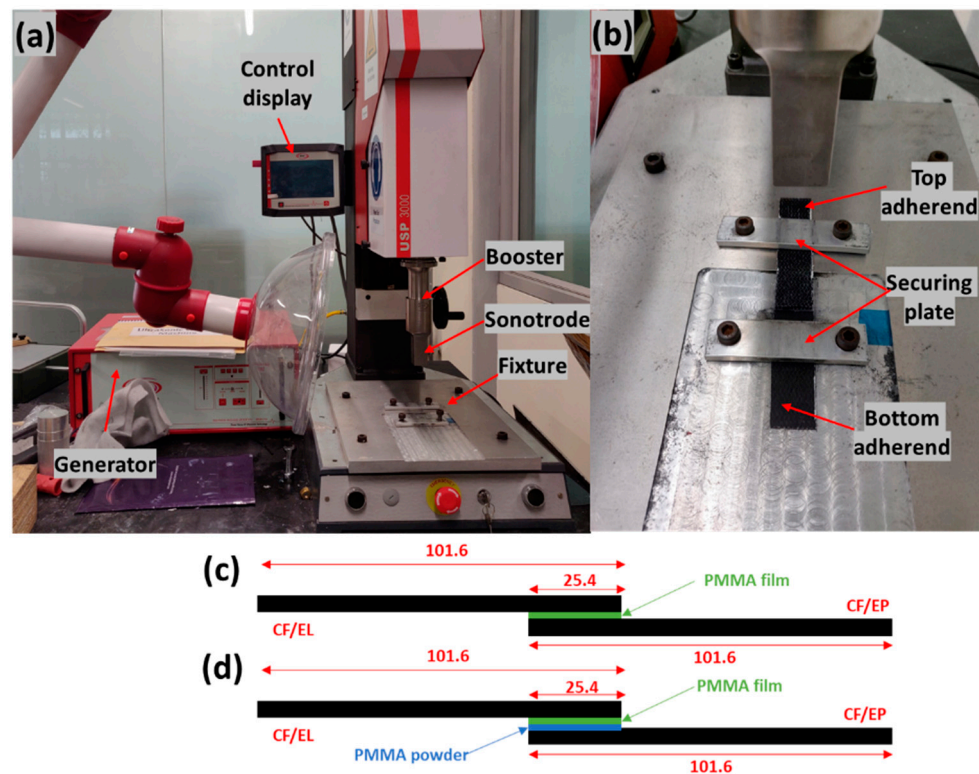 (a)
Control
display
USP 3000
Booster
Sonotrode
Fixture
Generator
(b)
Top
adherend
Securing
plate
Bottom
adherend
(c)
101.6
25.4
PMMA film
CF/EL
CF/EP
101.6
(d)
101.6
25.4
PMMA film
CF/EL
CF/EP
PMMA powder
101.6